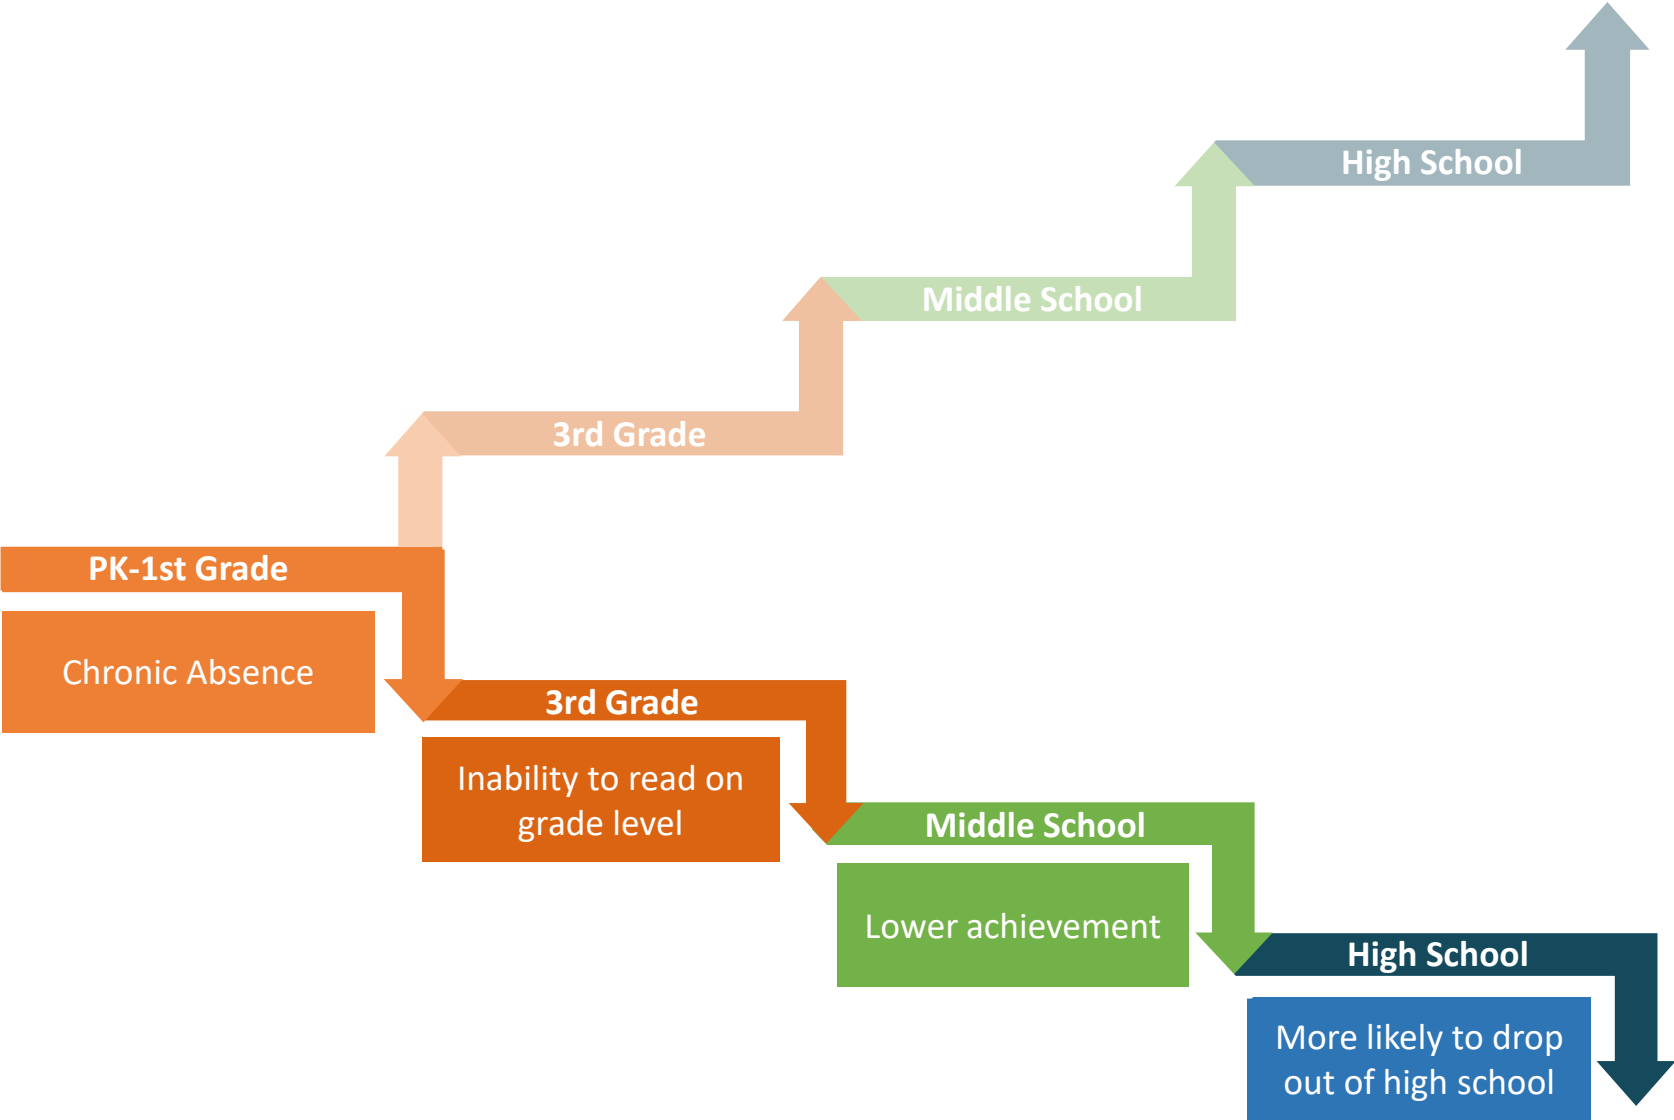 High School
Middle School
3rd Grade
PK-1st Grade
Chronic Absence
3rd Grade
Inability to read on
grade level
Middle School
Lower achievement
High School
More likely to drop
out of high school